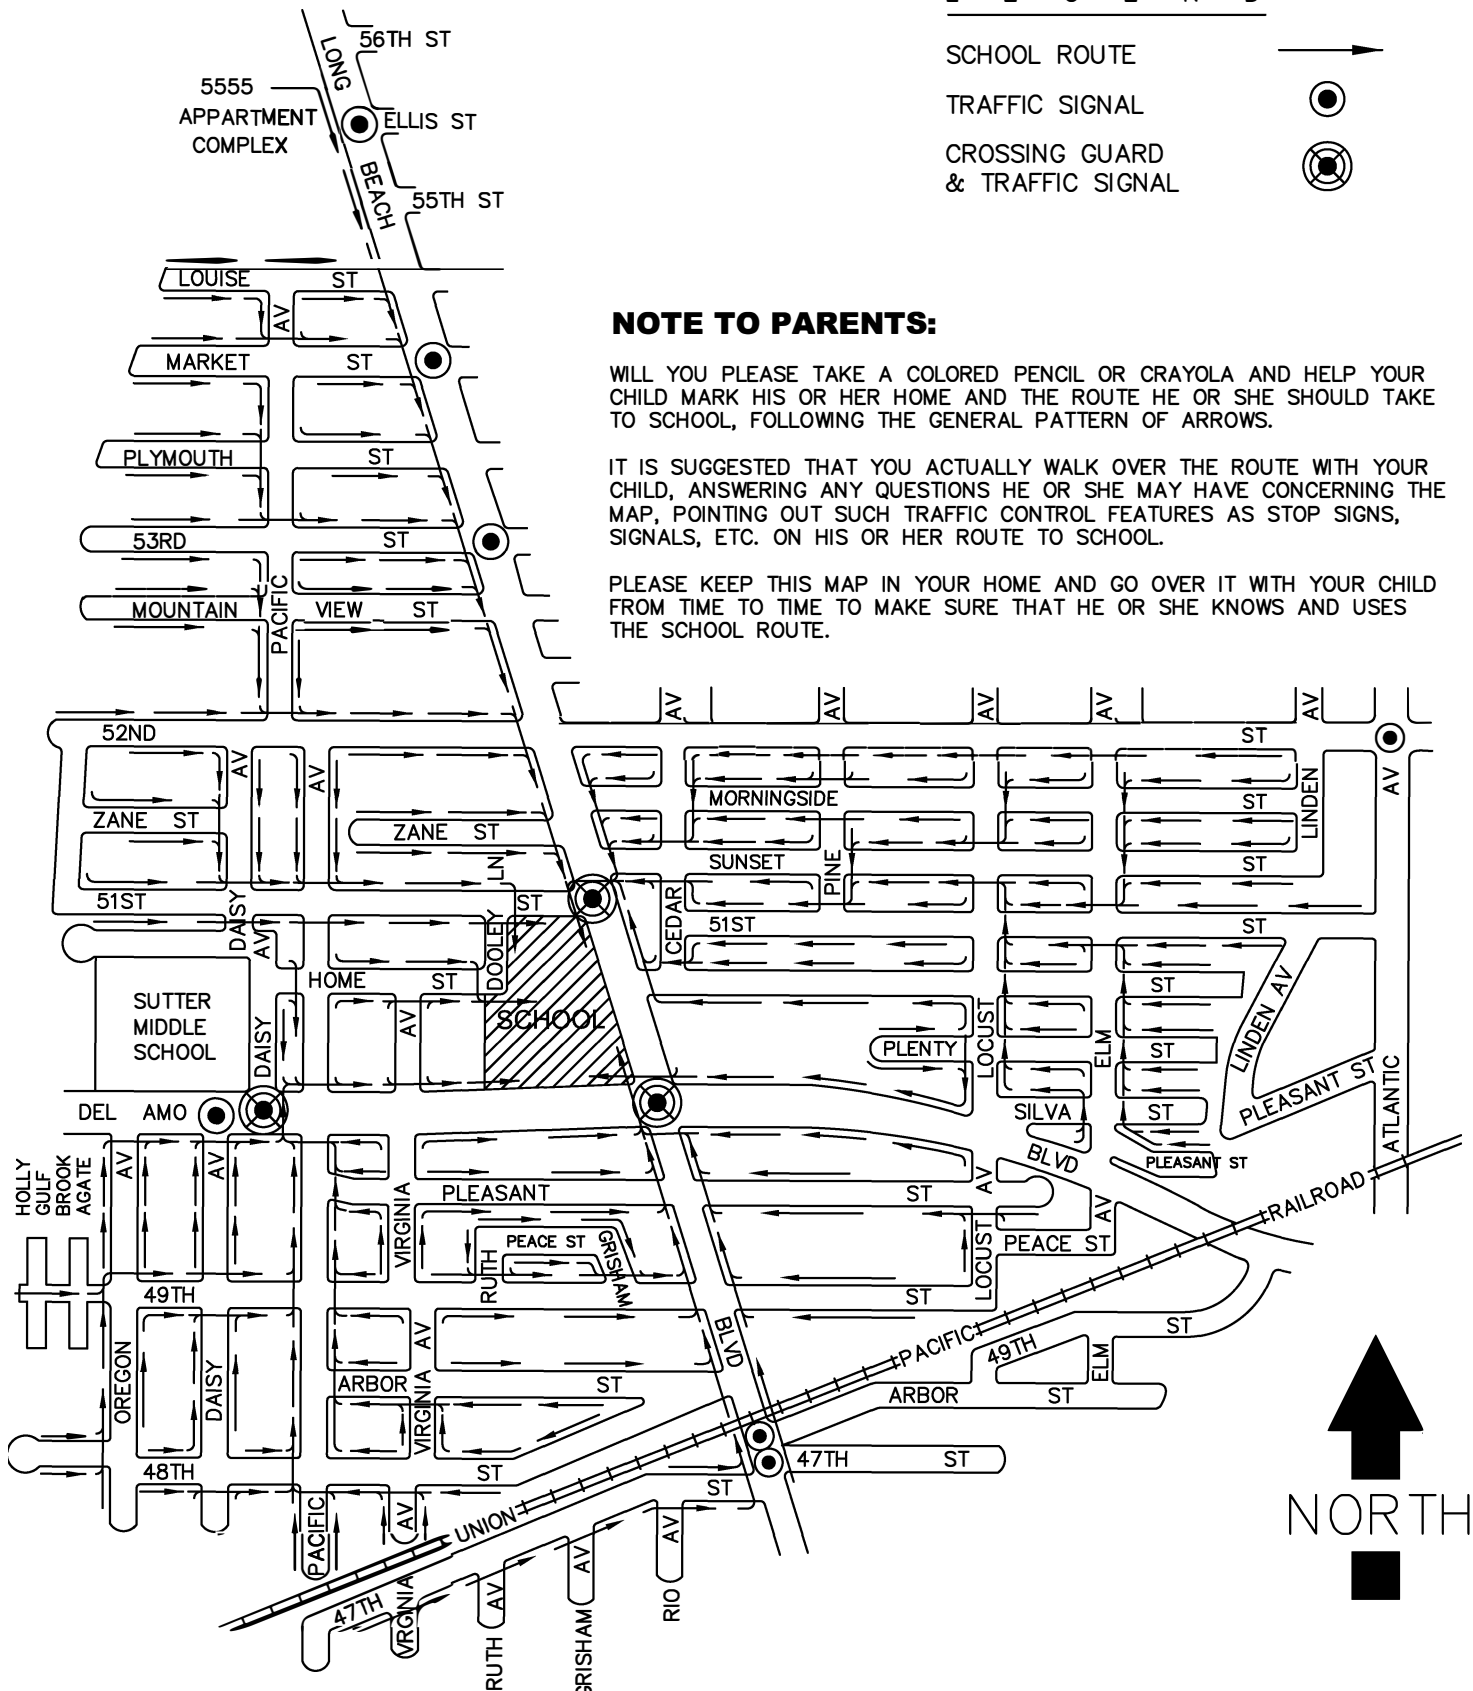 L E G E N D
SCHOOL ROUTE
TRAFFIC SIGNAL
CROSSING GUARD
& TRAFFIC SIGNAL
56TH ST
LONG
5555
APPARTMENT
COMPLEX
ELLIS ST
BEACH
55TH ST
LOUISE ST
AV
MARKET ST
PLYMOUTH ST
53RD ST
MOUNTAIN VIEW ST
PACIFIC
NOTE TO PARENTS:
WILL YOU PLEASE TAKE A COLORED PENCIL OR CRAYOLA AND HELP YOUR
CHILD MARK HIS OR HER HOME AND THE ROUTE HE OR SHE SHOULD TAKE
TO SCHOOL, FOLLOWING THE GENERAL PATTERN OF ARROWS.
IT IS SUGGESTED THAT YOU ACTUALLY WALK OVER THE ROUTE WITH YOUR
CHILD, ANSWERING ANY QUESTIONS HE OR SHE MAY HAVE CONCERNING THE
MAP, POINTING OUT SUCH TRAFFIC CONTROL FEATURES AS STOP SIGNS,
SIGNALS, ETC. ON HIS OR HER ROUTE TO SCHOOL.
PLEASE KEEP THIS MAP IN YOUR HOME AND GO OVER IT WITH YOUR CHILD
FROM TIME TO TIME TO MAKE SURE THAT HE OR SHE KNOWS AND USES
THE SCHOOL ROUTE.
AV
AV
AV
AV
AV
52ND
ST
AV
AV
AV
LINDEN
MORNINGSIDE ST
ZANE ST
ZANE ST
SUNSET ST
PINE
LN
51ST
ST
CEDAR
51ST
ST
DAISY
AV
DOOLEY
HOME ST
LINDEN AV
ST
SUTTER
MIDDLE
SCHOOL
SCHOOL
DAISY
AV
LOCUST
ELM
PLENTY
ST
PLEASANT ST
ATLANTIC
DEL AMO
SILVA ST
BLVD
PLEASANT ST
HOLLY
GULF
BROOK
AGATE
AV
AV
AV
AV
VIRGINIA
PLEASANT ST
RAILROAD
PEACE ST
GRISHAM
RUTH
LOCUST
PEACE ST
49TH
ST
OREGON
DAISY
AV
BLVD
PACIFIC
49TH
ST
ELM
ARBOR ST
VIRGINIA
ARBOR ST
48TH
ST
47TH ST
UNION
ST
PACIFIC
AV
AV
AV
AV
47TH
VRGINIA
RUTH
GRISHAM
RIO
NORTH